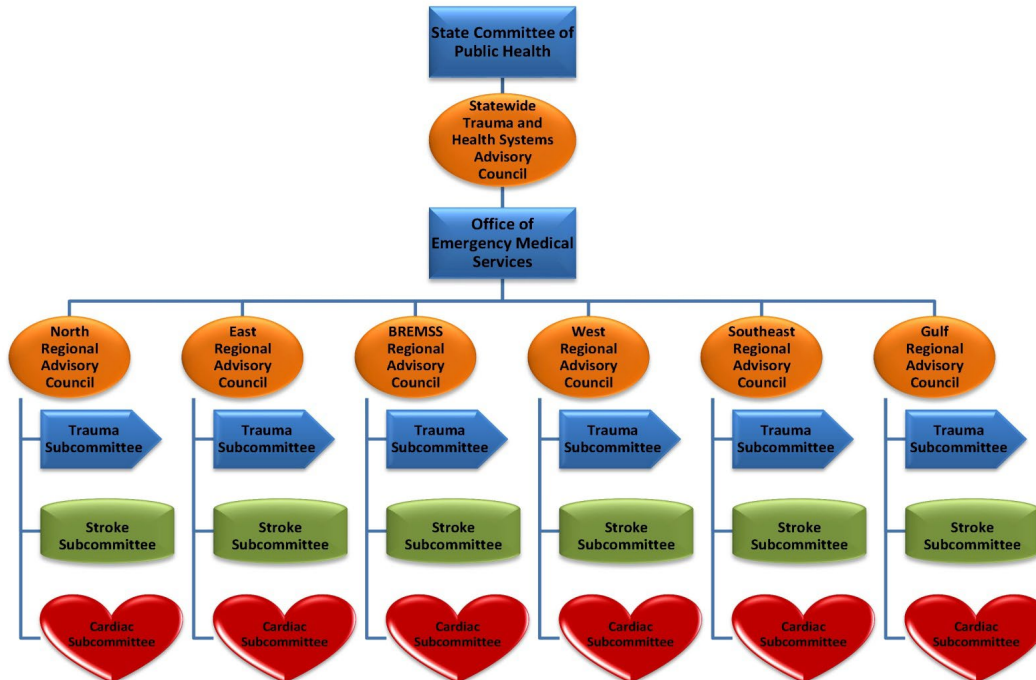 State Committee of
Public Health
Statewide
Trauma and
Health Systems
Advisory
Council
Office of
Emergency Medical
Services
North
Regional
Advisory
Council
East
Regional
Advisory
Council
BREMSS
Regional
Advisory
Council
West
Regional
Advisory
Council
Southeast
Regional
Advisory
Council
Gulf
Regional
Advisory
Council
Trauma
Subcommittee
Trauma
Subcommittee
Trauma
Subcommittee
Trauma
Subcommittee
Trauma
Subcommittee
Trauma
Subcommittee
Stroke
Subcommittee
Stroke
Subcommittee
Stroke
Subcommittee
Stroke
Subcommittee
Stroke
Subcommittee
Stroke
Subcommittee
Cardiac
Subcommittee
Cardiac
Subcommittee
Cardiac
Subcommittee
Cardiac
Subcommittee
Cardiac
Subcommittee
Cardiac
Subcommittee